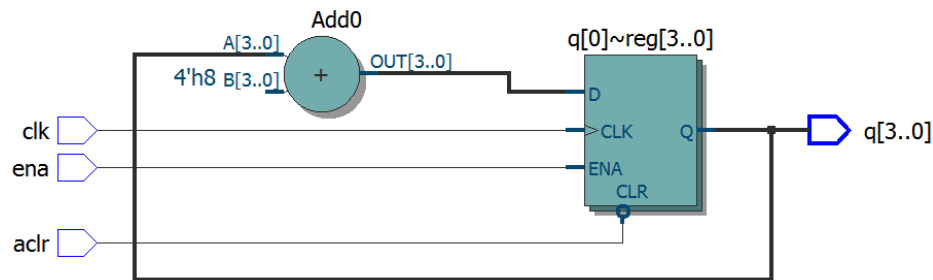 Add0
A[3..0]
OUT[3..0]
4'h8 B[3..0]
+
q[0]~reg[3..0]
D
clk
CLK
Q
q[3..0]
ena
ENA
CLR
aclr